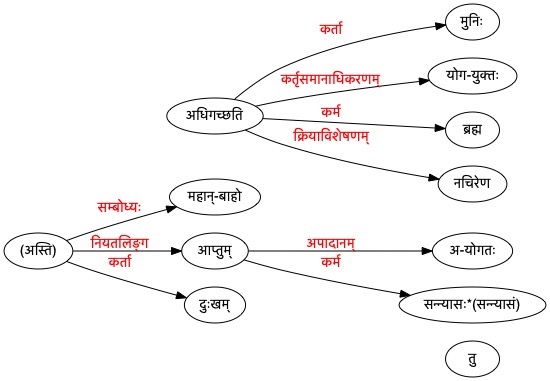 कर्ता
मुनिः
कर्तृसमानाधिकरणम्
योग-युक्तः
अधिगच्छति
कर्म
ब्रह्म
क्रियाविशेषणम्
नचिरेण
सम्बोध्यः
महान्-बाहो
(अस्ति)
नियतलिङ्ग
आप्तुम्
अपादानम्
अ-योगतः
कर्ता
कर्म
दुःखम्
सन्न्यासः*(सन्न्यासं)
तु